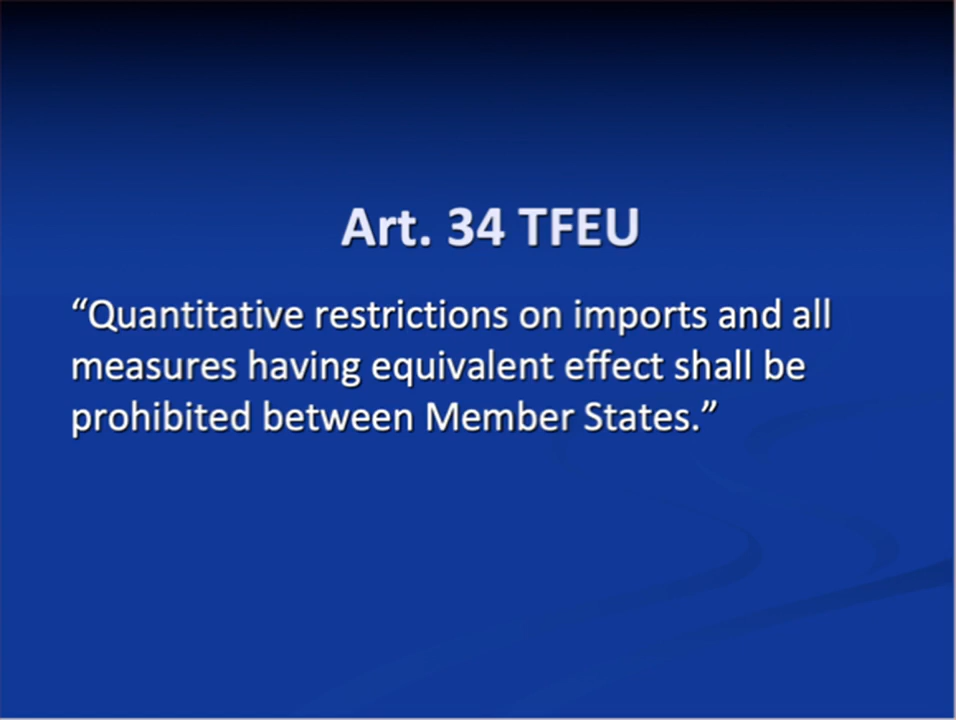 Art. 34 TFEU
“Quantitative restrictions on imports and all
measures having equivalent effect shall be
prohibited between Member States.”